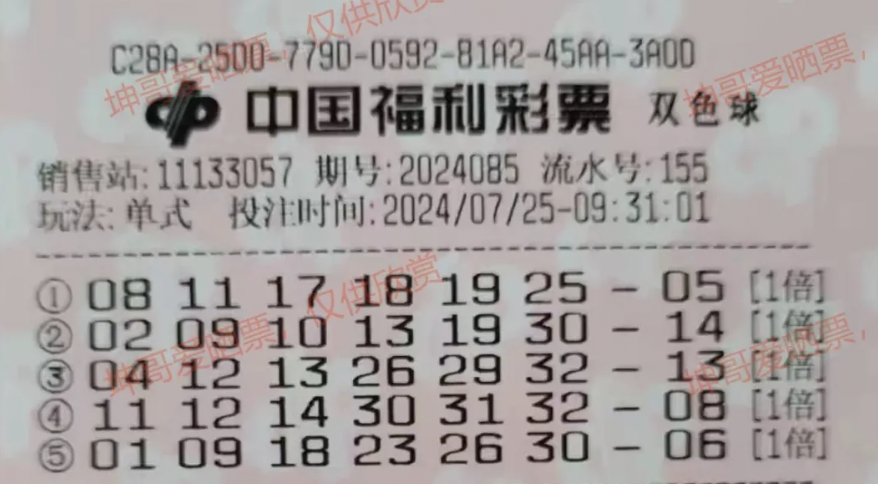 C28A-25D0-779D-0592-81A2-45AA-3A0D
中国福利彩票 双色球
销售站:11133057 期号:2024085 流水号:155
玩法:单式 投注时间:2024/07/25-09:31:01
① 08 11 17 18 19 25 - 05 [1倍]
② 02 09 10 13 19 30 - 14 [1倍]
③ 04 12 13 26 29 32 - 13 [1倍]
④ 11 12 14 30 31 32 - 08 [1倍]
⑤ 01 09 18 23 26 30 - 06 [1倍]
坤哥爱晒票，仅供欣赏
坤哥爱晒票，
坤哥爱晒票，仅供欣赏
坤哥爱晒票，